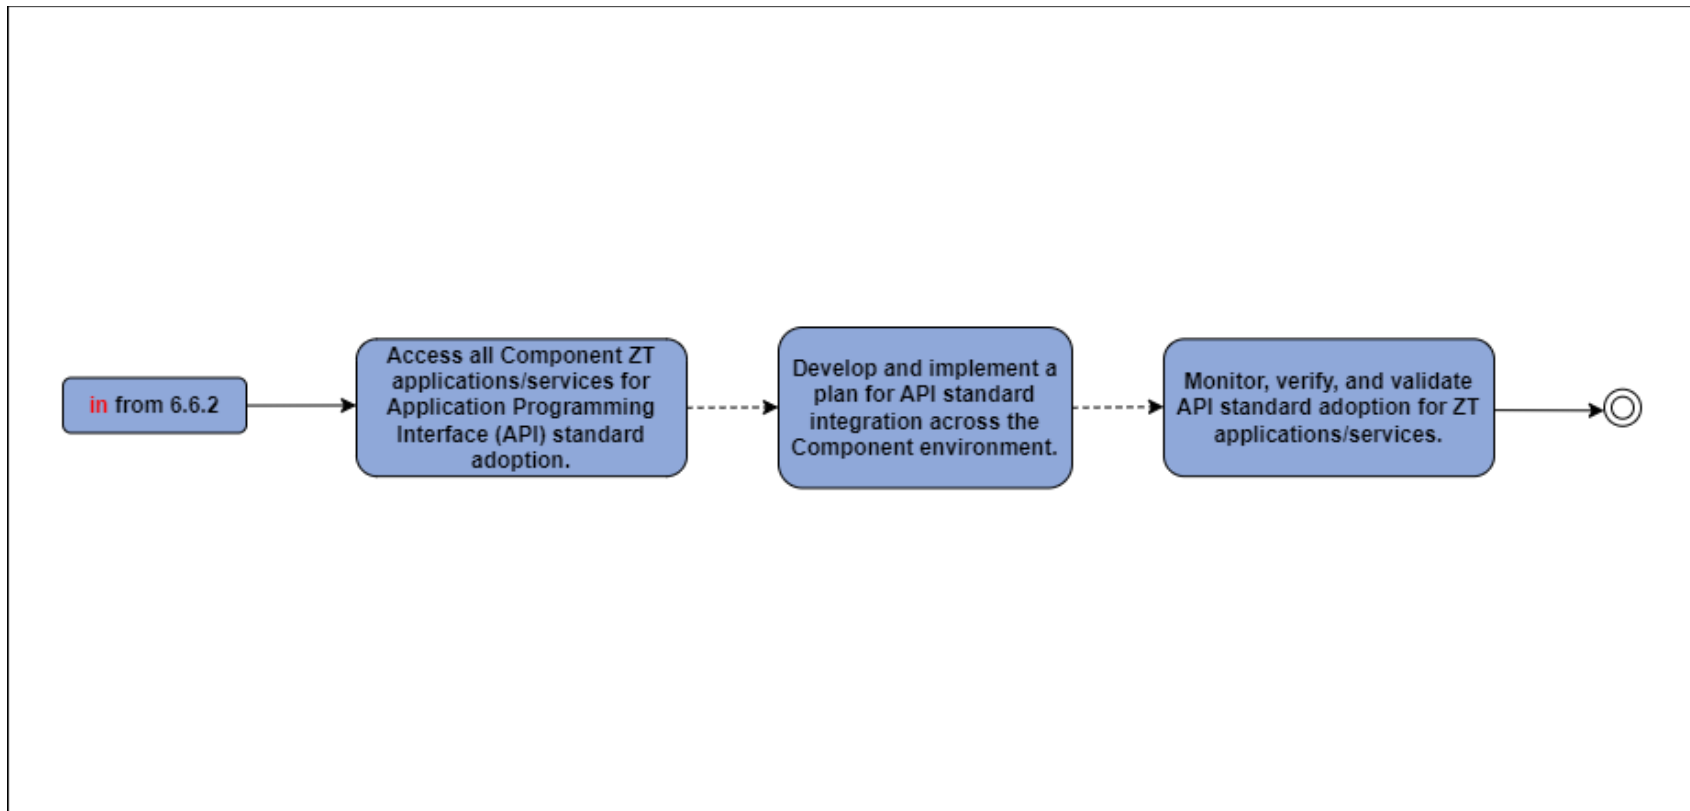 in from 6.6.2
Access all Component ZT
applications/services for
Application Programming
Interface (API) standard
adoption.
Develop and implement a
plan for API standard
integration across the
Component environment.
Monitor, verify, and validate
API standard adoption for ZT
applications/services.